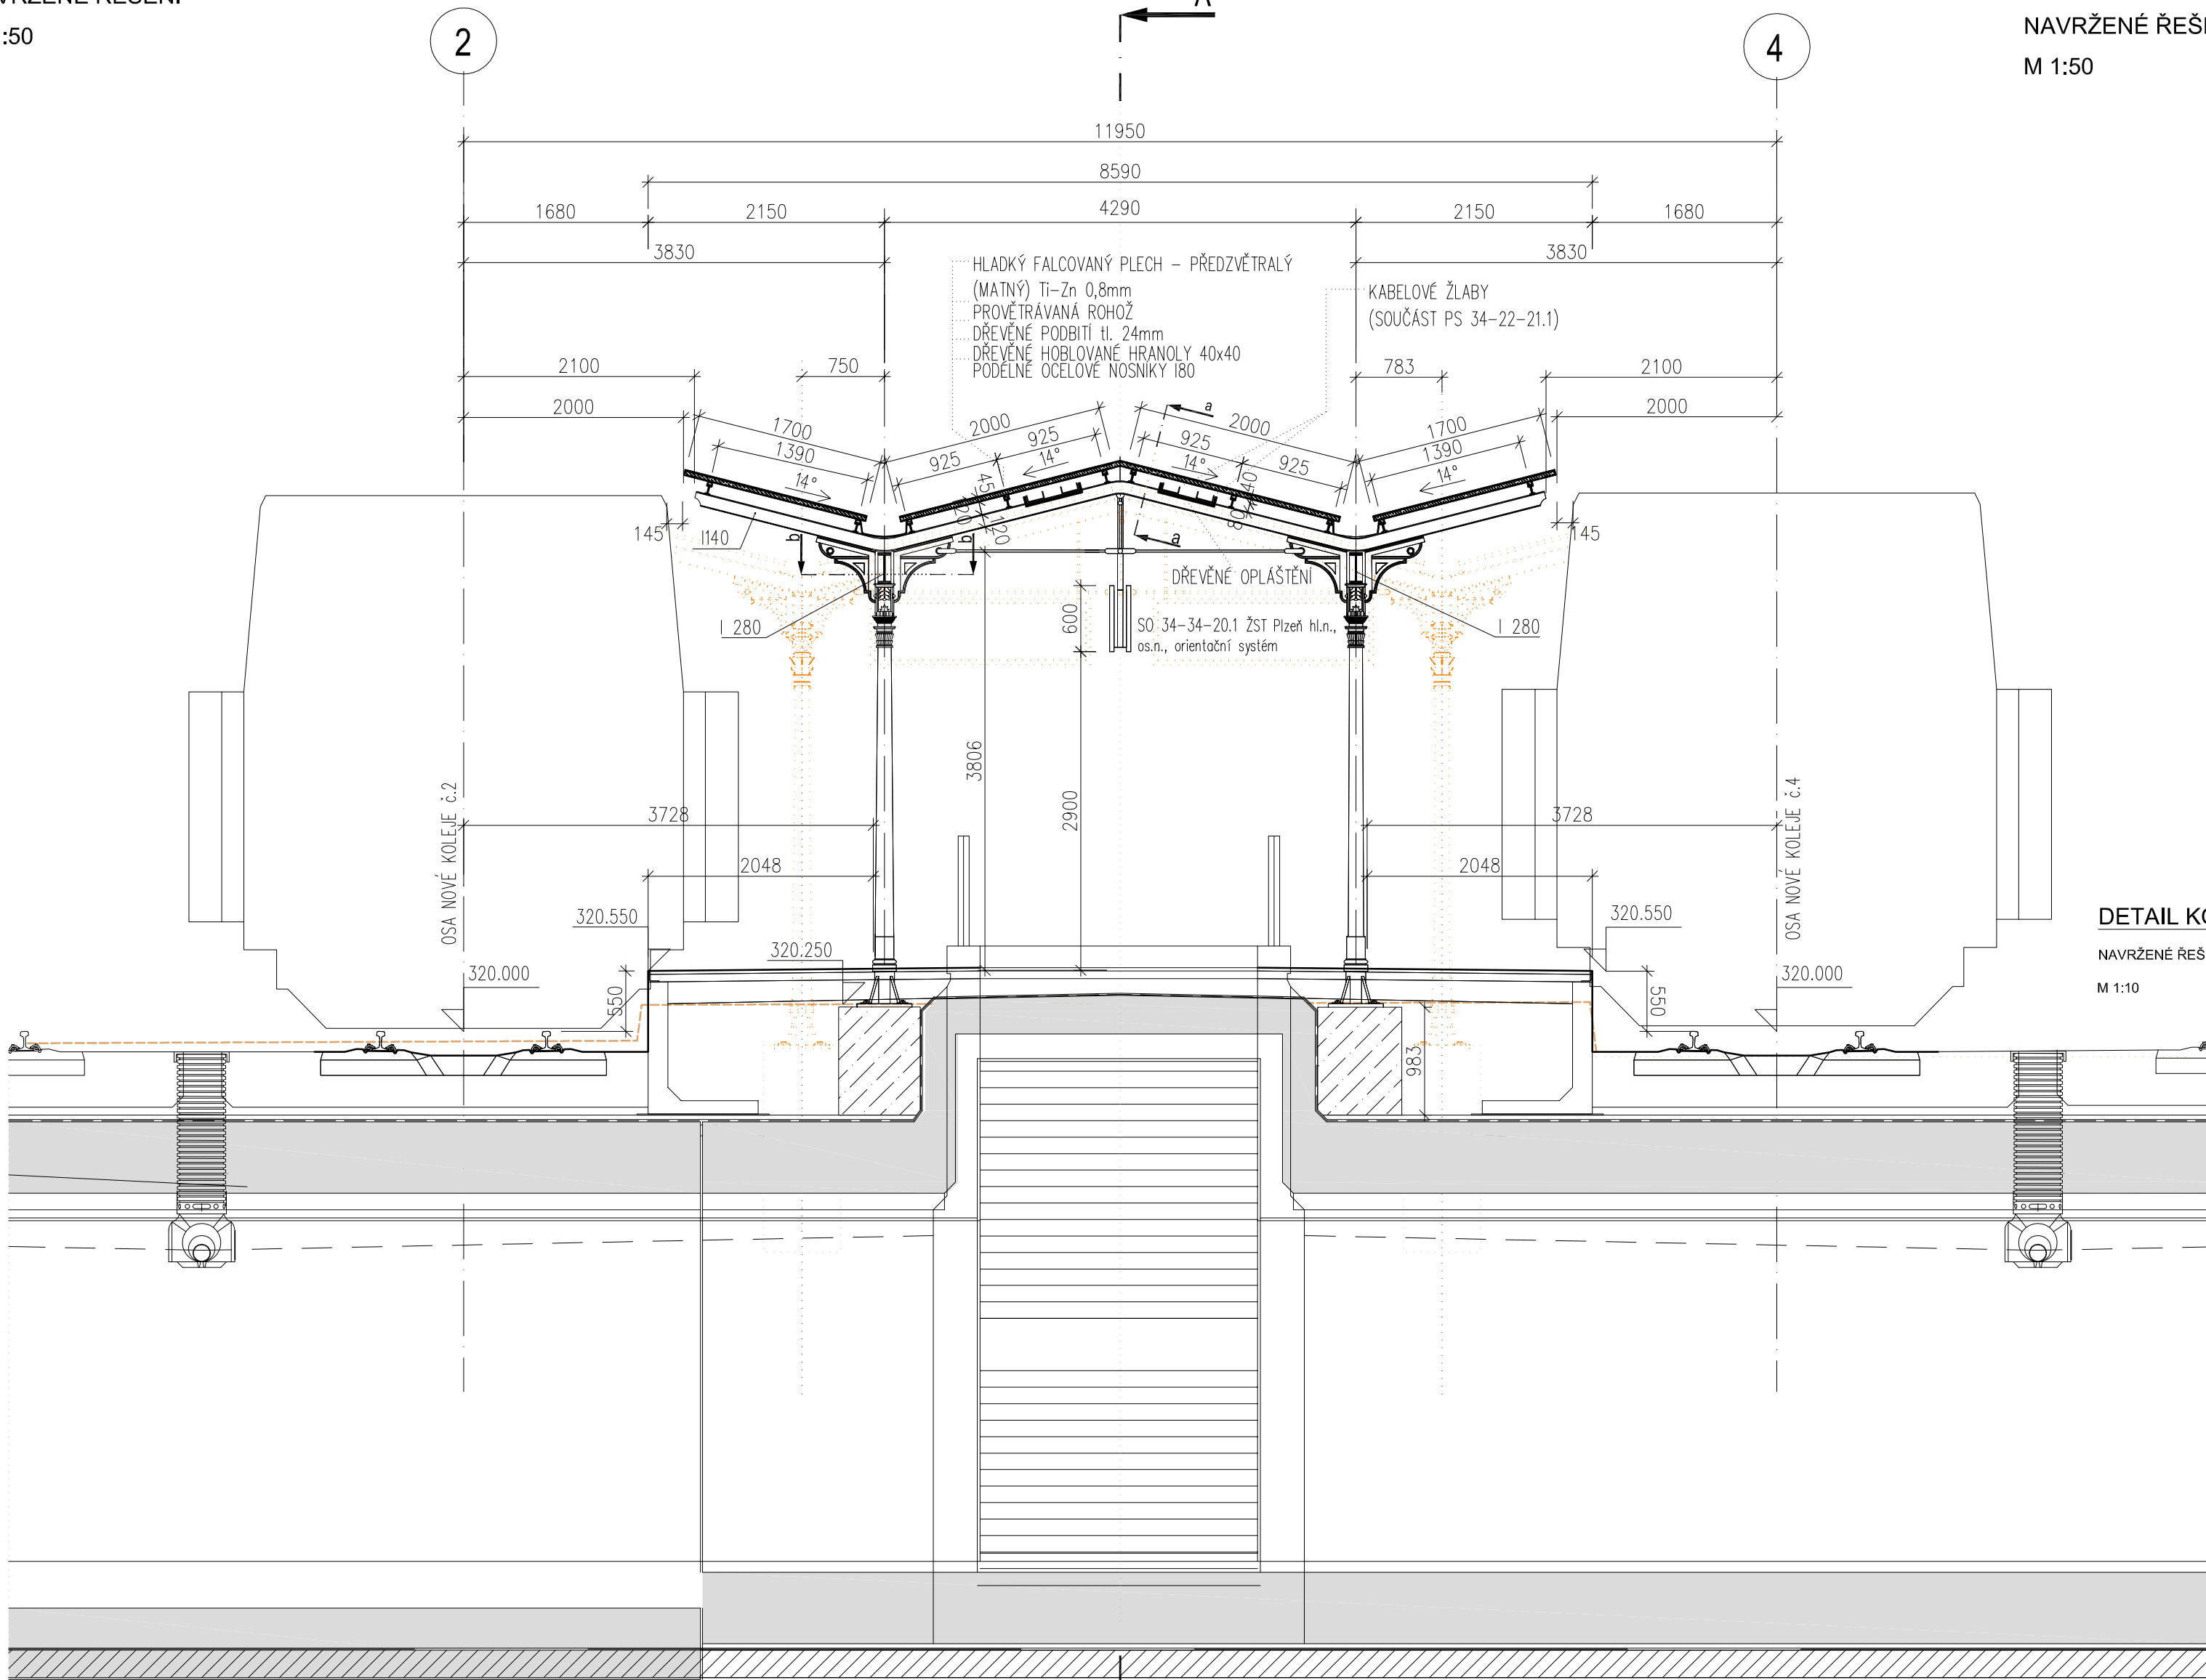 :50
2
4
NAVRŽENÉ
M 1:50
11950
8590
1680
2150
4290
2150
1680
3830
3830
HLADKÝ FALCOVANÝ PLECH – PŘEDZVĚTRALÝ
(MATNÝ) Ti–Zn 0,8mm
PROVĚTRÁVANÁ ROHOŽ
DŘEVĚNÉ PODBITÍ tl. 24mm
DŘEVĚNÉ HOBLOVANÉ HRANOLY 40x40
PODÉLNÉ OCELOVÉ NOSNÍKY I80
KABELOVÉ ŽLABY
(SOUČÁST PS 34–22–21.1)
2100
750
783
2100
2000
2000
1700
1390
14°
2000
925
925
14°
a
2000
925
925
14°
1700
1390
14°
45
20
120
40
80
145
I140
b
b
a
145
DŘEVĚNÉ OPLÁŠTĚNÍ
I 280
600
SO 34–34–20.1 ŽST Plzeň hl.n.,
os.n., orientační systém
I 280
3806
2900
OSA NOVÉ KOLEJE č.2
OSA NOVÉ KOLEJE č.4
3728
3728
2048
2048
320.550
320.550
320.250
320.000
320.000
550
550
983
DETAIL
NAVRŽENÉ
M 1:10